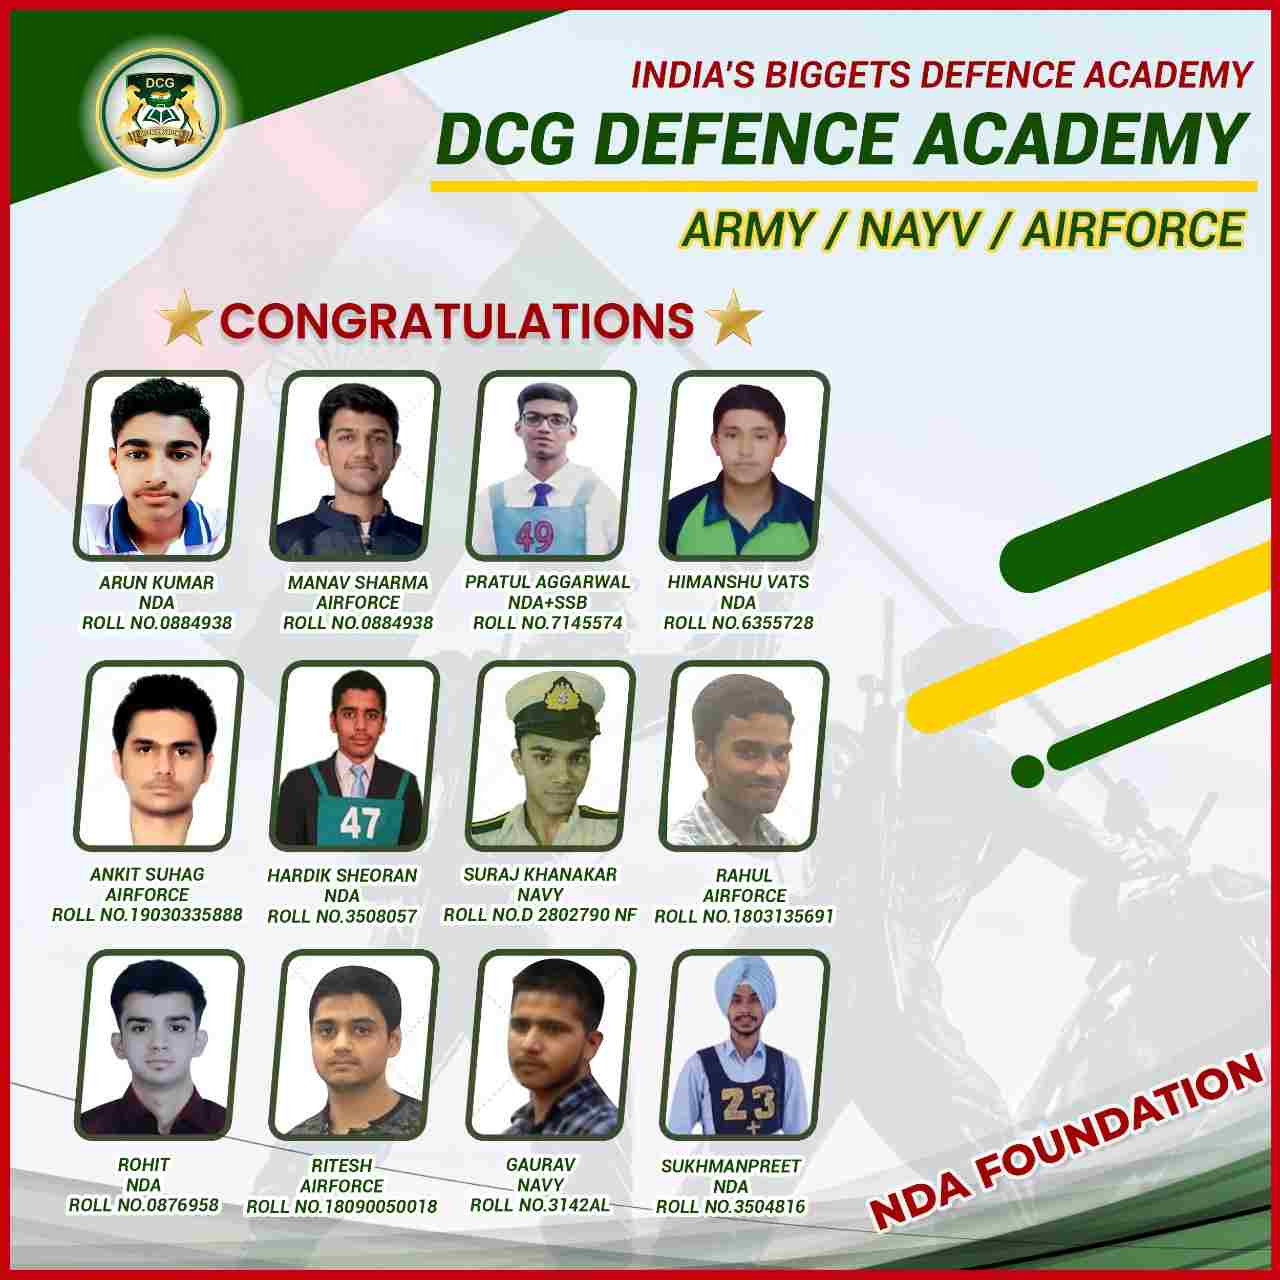 DCG
INDIA'S BIGGETS DEFENCE ACADEMY
DCG DEFENCE ACADEMY
ARMY / NAYV / AIRFORCE
CONGRATULATIONS
49
ARUN KUMAR
NDA
ROLL NO.0884938
MANAV SHARMA
AIRFORCE
ROLL NO.0884938
PRATUL AGGARWAL
NDA+SSB
ROLL NO.7145574
HIMANSHU VATS
NDA
ROLL NO.6355728
47
ANKIT SUHAG
AIRFORCE
ROLL NO.19030335888
HARDIK SHEORAN
NDA
ROLL NO.3508057
SURAJ KHANAKAR
NAVY
ROLL NO.D 2802790 NF
RAHUL
AIRFORCE
ROLL NO.1803135691
23
ROHIT
NDA
ROLL NO.0876958
RITESH
AIRFORCE
ROLL NO.18090050018
GAURAV
NAVY
ROLL NO.3142AL
SUKHMANPREET
NDA
ROLL NO.3504816
NDA FOUNDATION